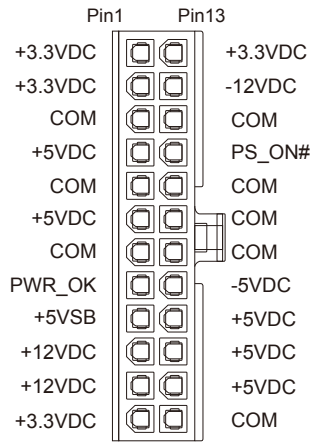 Pin1 Pin13
+3.3VDC +3.3VDC
+3.3VDC -12VDC
COM COM
+5VDC PS_ON#
COM COM
+5VDC COM
COM COM
PWR_OK -5VDC
+5VSB +5VDC
+12VDC +5VDC
+12VDC +5VDC
+3.3VDC COM